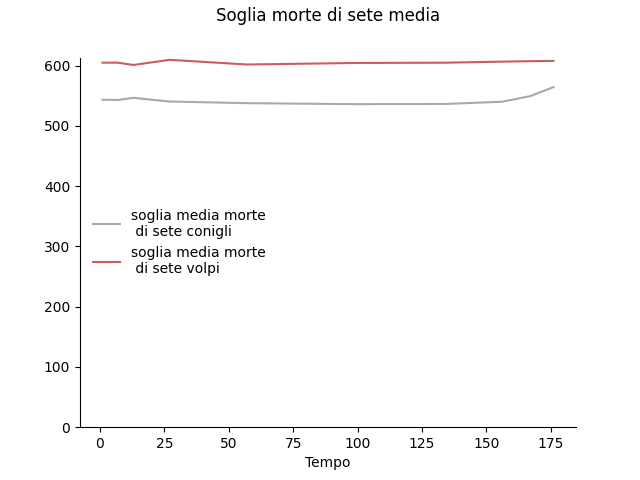 Soglia morte di sete media
600
500
400
300
200
100
0
soglia media morte
di sete conigli
soglia media morte
di sete volpi
0 25 50 75 100 125 150 175
Tempo